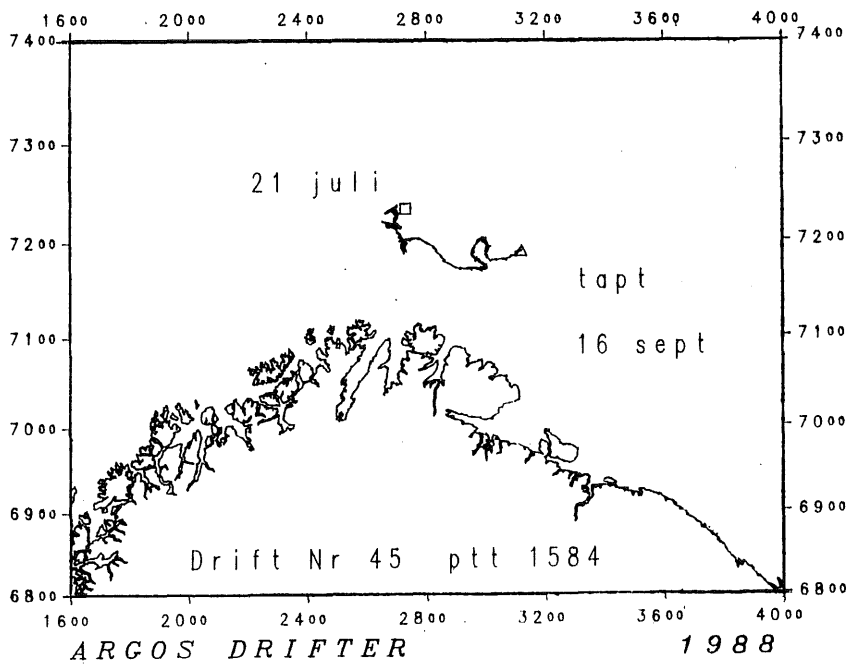 1600 2000 2400 2800 3200 3600 4000
7400 7400
7300 7300
21 juli
7200 7200
tapt
7100 7100
16 sept
7000 7000
6900 6900
Drift Nr 45 ptt 1584
6800 6800
1600 2000 2400 2800 3200 3600 4000
ARGOS DRIFTER 1988